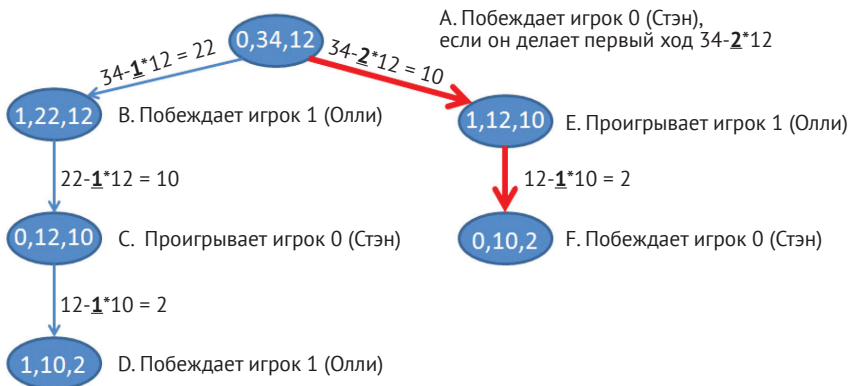 0,34,12
A. Побеждает игрок 0 (Стэн),
если он делает первый ход 34-2*12
34-1*12 = 22
34-2*12 = 10
1,22,12
B. Побеждает игрок 1 (Олли)
1,12,10
E. Проигрывает игрок 1 (Олли)
22-1*12 = 10
12-1*10 = 2
0,12,10
C. Проигрывает игрок 0 (Стэн)
0,10,2
F. Побеждает игрок 0 (Стэн)
12-1*10 = 2
1,10,2
D. Побеждает игрок 1 (Олли)